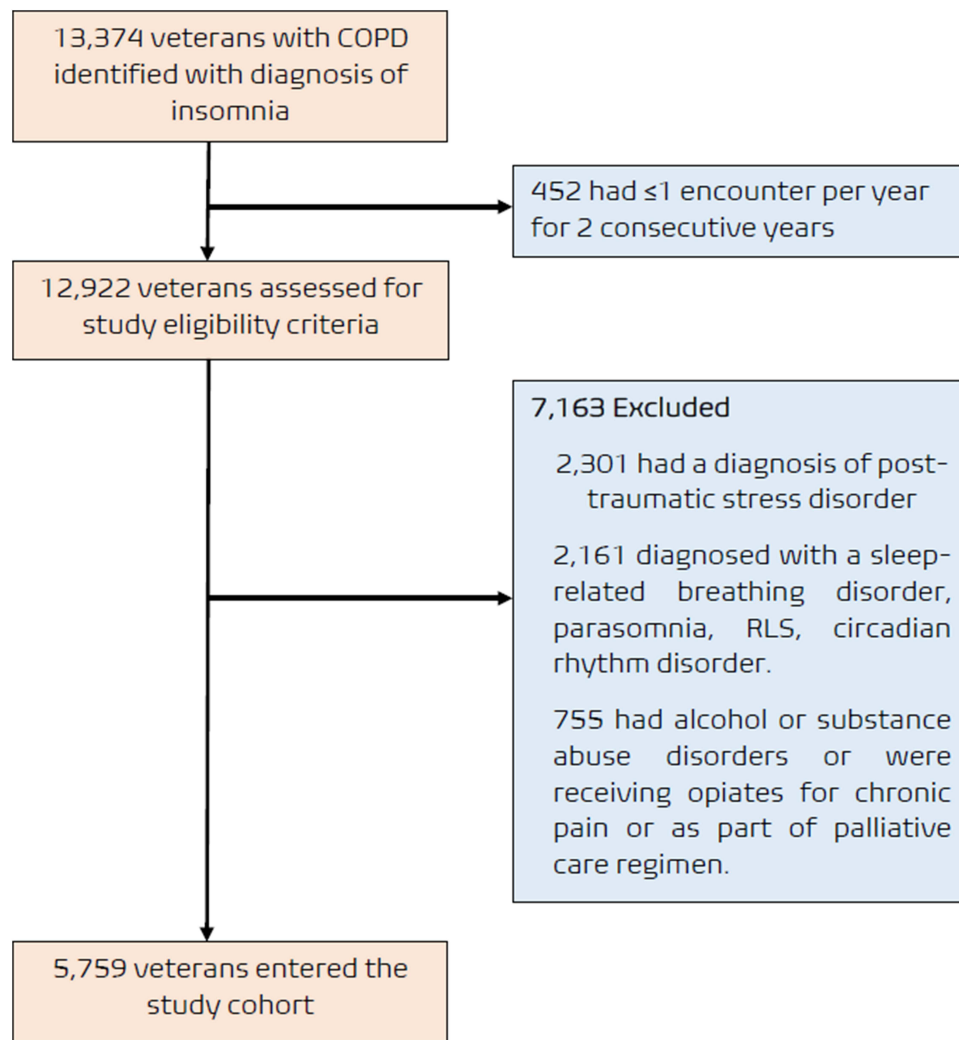 13,374 veterans with COPD
identified with diagnosis of
insomnia
452 had ≤1 encounter per year
for 2 consecutive years
12,922 veterans assessed for
study eligibility criteria
7,163 Excluded
2,301 had a diagnosis of post-
traumatic stress disorder
2,161 diagnosed with a sleep-
related breathing disorder,
parasomnia, RLS, circadian
rhythm disorder.
755 had alcohol or substance
abuse disorders or were
receiving opiates for chronic
pain or as part of palliative
care regimen.
5,759 veterans entered the
study cohort